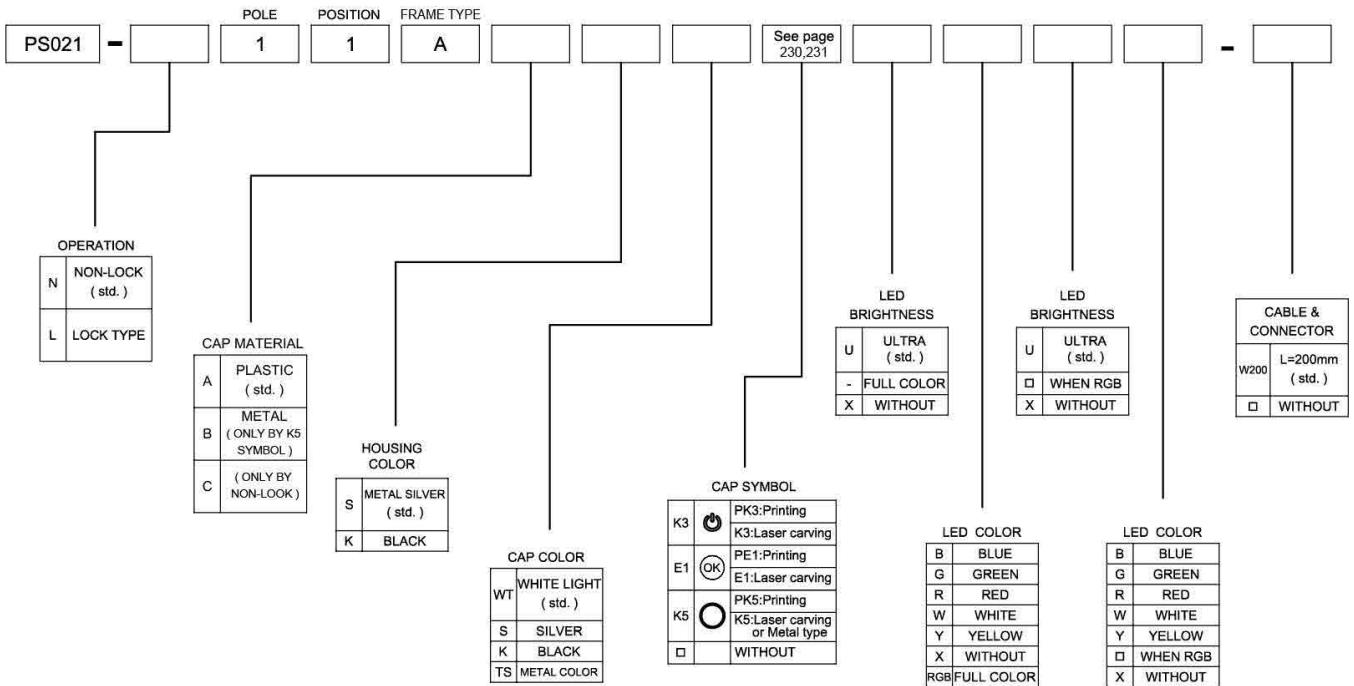 POLE POSITION FRAME TYPE
PS021 - 1 1 A See page 230,231 -
OPERATION
N NON-LOCK ( std. )
L LOCK TYPE
CAP MATERIAL
A PLASTIC ( std. )
B METAL ( ONLY BY K5 SYMBOL )
C ( ONLY BY NON-LOOK )
HOUSING COLOR
S METAL SILVER ( std. )
K BLACK
CAP COLOR
WT WHITE LIGHT ( std. )
S SILVER
K BLACK
TS METAL COLOR
CAP SYMBOL
K3 PK3:Printing
K3:Laser carving
E1 OK PE1:Printing
E1:Laser carving
K5 PK5:Printing
K5:Laser carving or Metal type
□ WITHOUT
LED BRIGHTNESS
U ULTRA ( std. )
- FULL COLOR
X WITHOUT
LED COLOR
B BLUE
G GREEN
R RED
W WHITE
Y YELLOW
X WITHOUT
RGB FULL COLOR
LED BRIGHTNESS
U ULTRA ( std. )
□ WHEN RGB
X WITHOUT
LED COLOR
B BLUE
G GREEN
R RED
W WHITE
Y YELLOW
□ WHEN RGB
X WITHOUT
CABLE & CONNECTOR
W200 L=200mm ( std. )
□ WITHOUT